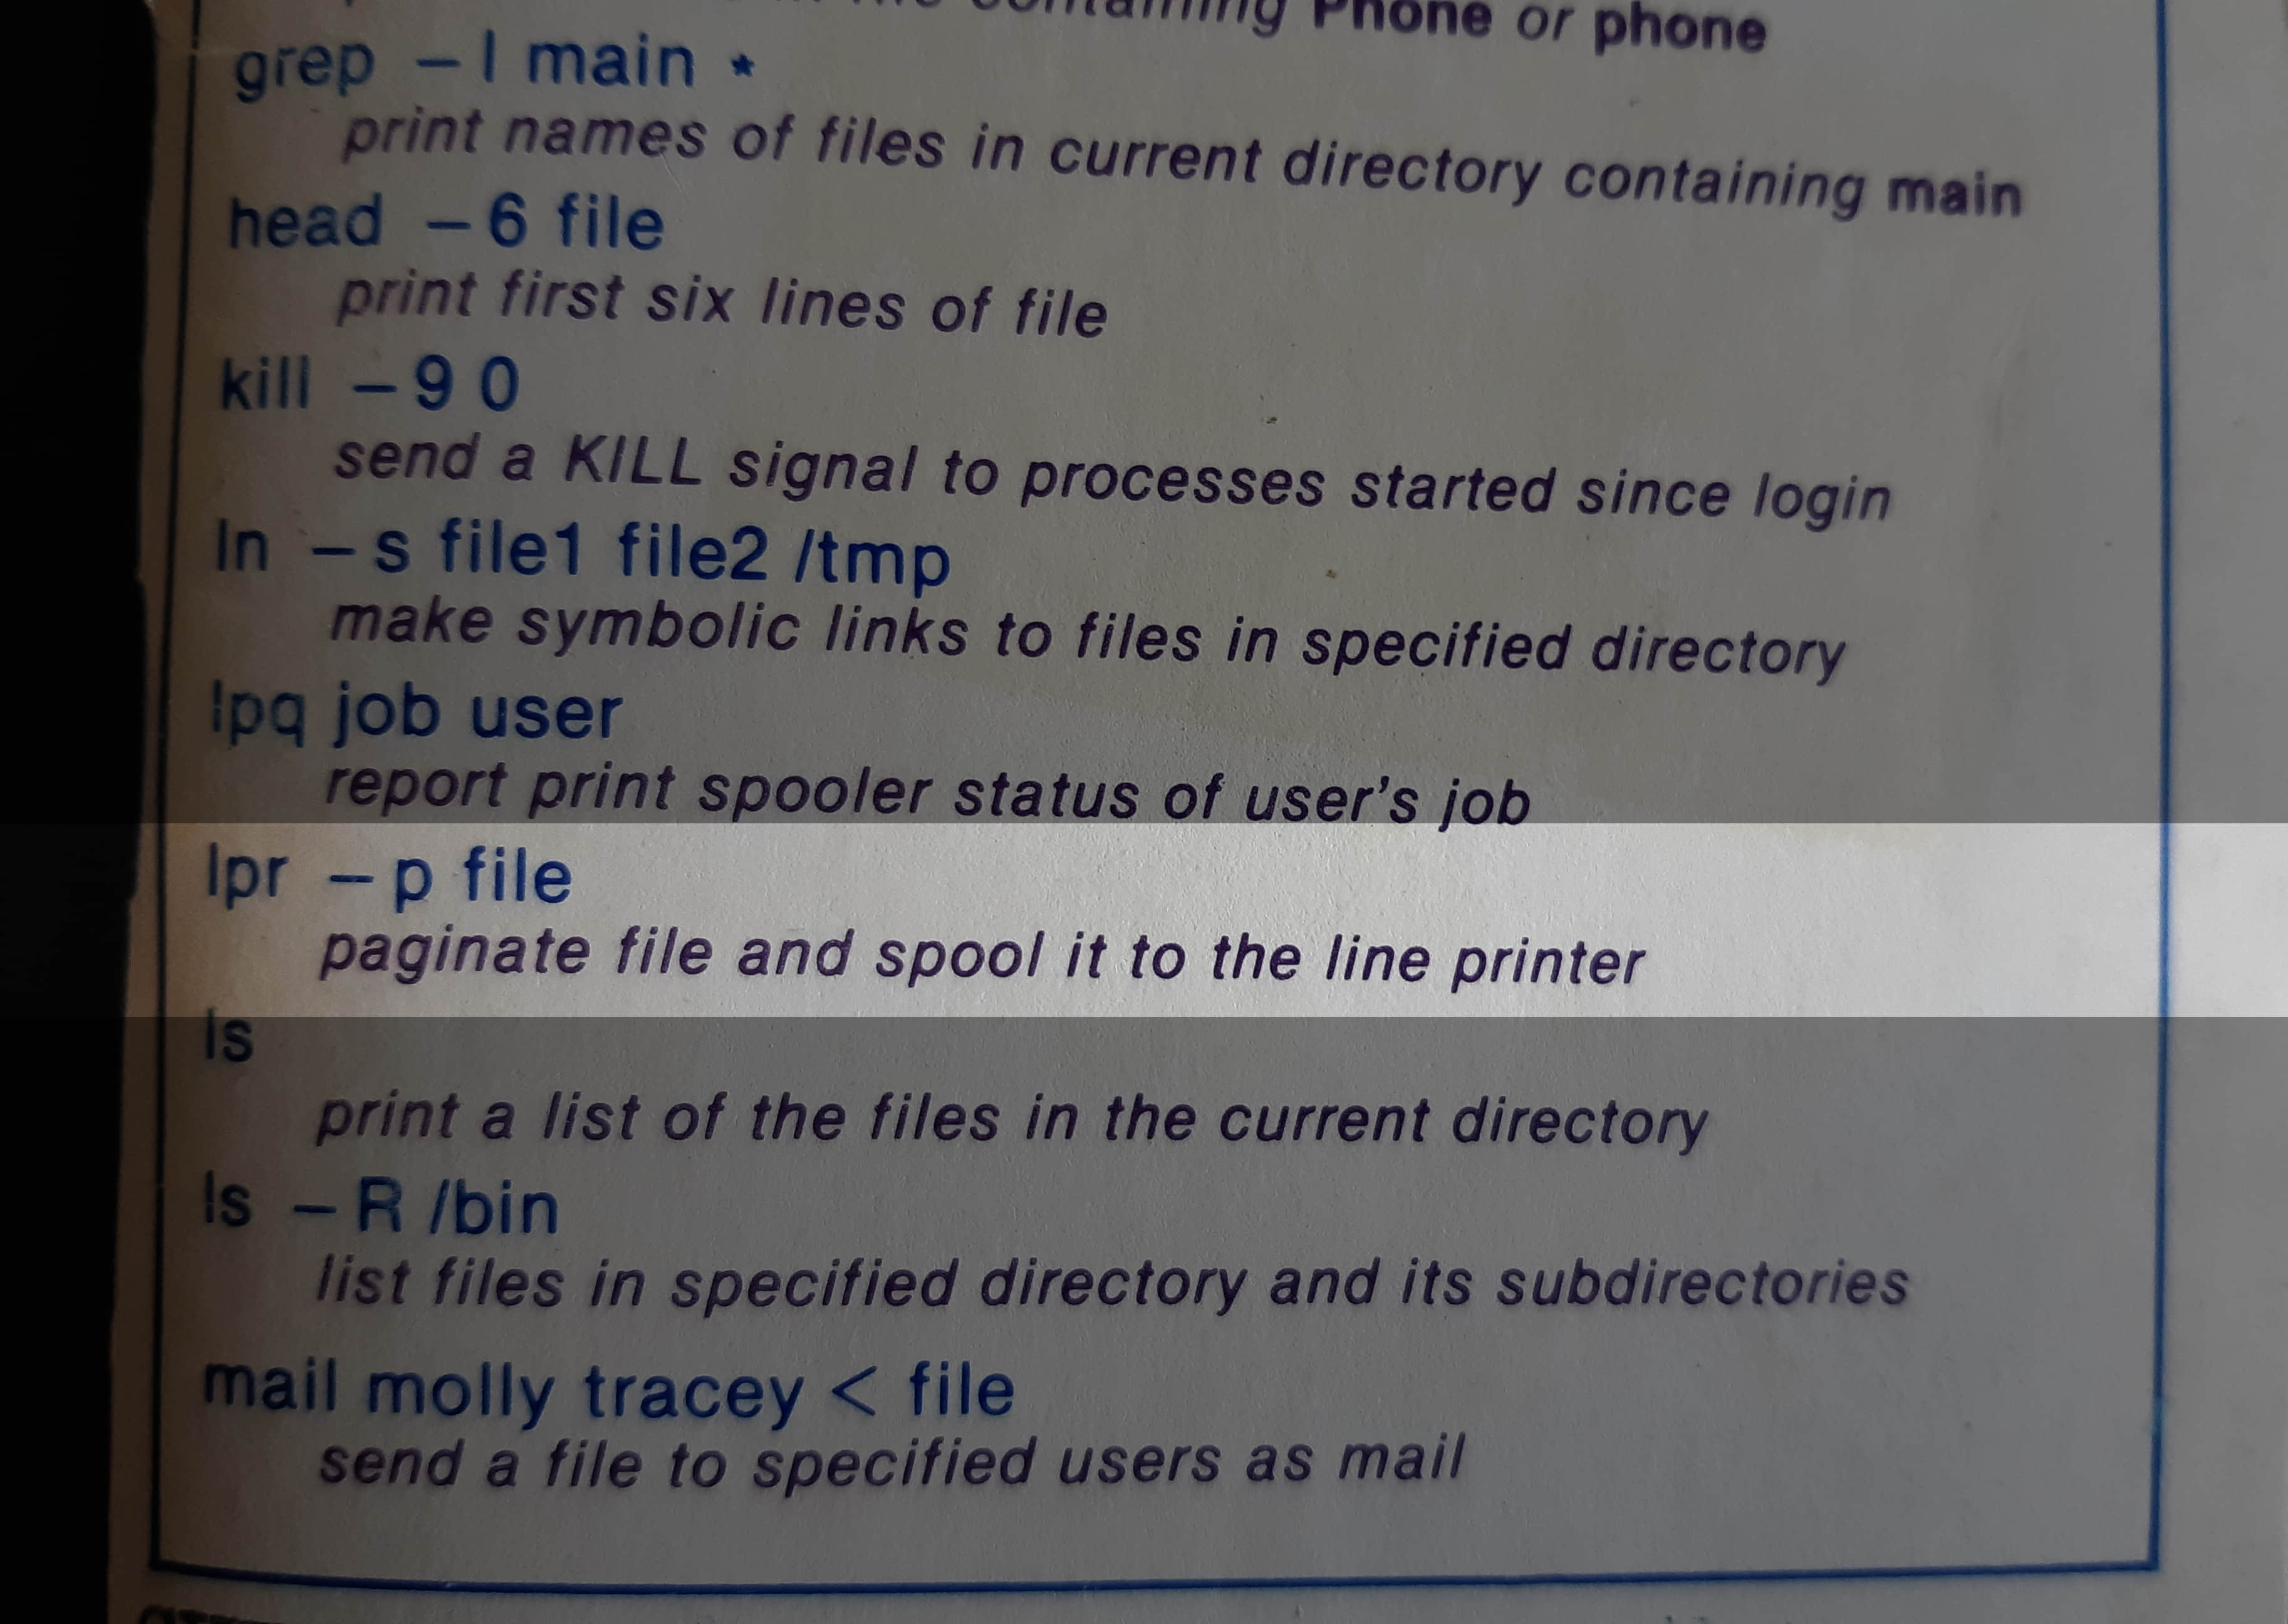 containing Phone or phone
grep -l main *
print names of files in current directory containing main
head -6 file
print first six lines of file
kill -9 0
send a KILL signal to processes started since login
ln -s file1 file2 /tmp
make symbolic links to files in specified directory
lpq job user
report print spooler status of user's job
lpr -p file
paginate file and spool it to the line printer
ls
print a list of the files in the current directory
ls -R /bin
list files in specified directory and its subdirectories
mail molly tracey < file
send a file to specified users as mail